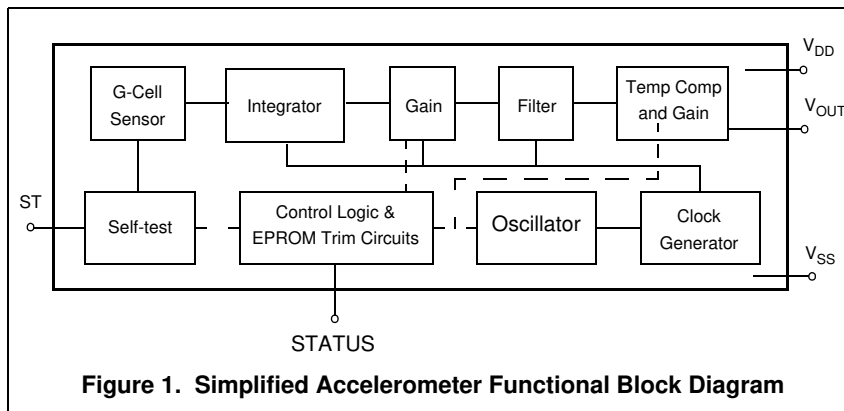 V_DD
G-Cell
Sensor
Integrator
Gain
Filter
Temp Comp
and Gain
V_OUT
ST
Self-test
Control Logic &
EPROM Trim Circuits
Oscillator
Clock
Generator
V_SS
STATUS
Figure 1. Simplified Accelerometer Functional Block Diagram